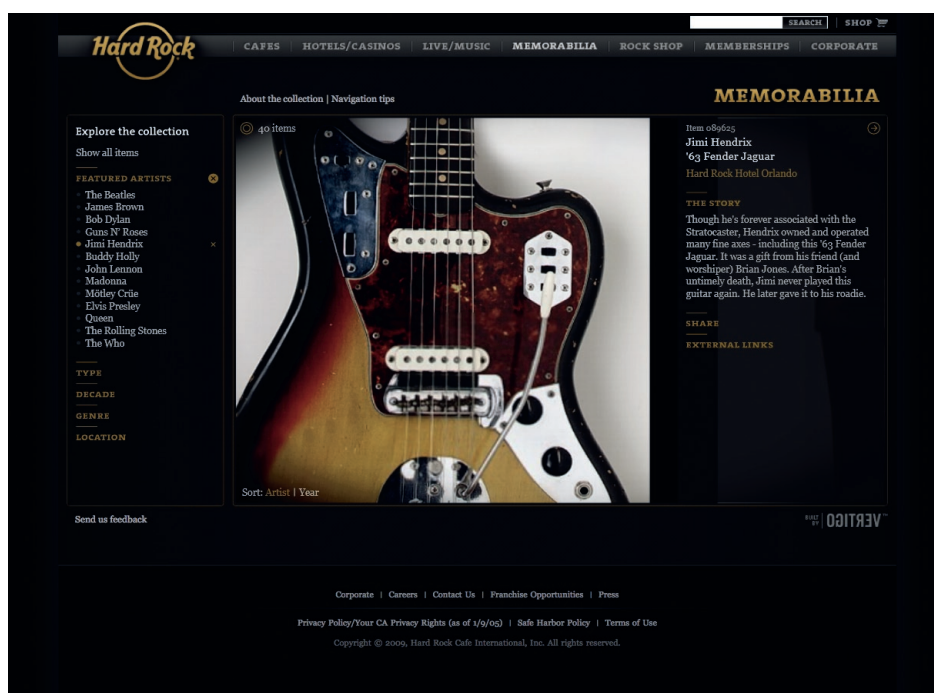 SEARCH
SHOP
Hard Rock
CAFES
HOTELS/CASINOS
LIVE/MUSIC
MEMORABILIA
ROCK SHOP
MEMBERSHIPS
CORPORATE
About the collection | Navigation tips
MEMORABILIA
Explore the collection
Show all items
FEATURED ARTISTS
The Beatles
James Brown
Bob Dylan
Guns N' Roses
Jimi Hendrix
Buddy Holly
John Lennon
Madonna
Mötley Crüe
Elvis Presley
Queen
The Rolling Stones
The Who
TYPE
DECADE
GENRE
LOCATION
40 items
Sort: Artist | Year
Item 089625
Jimi Hendrix
'63 Fender Jaguar
Hard Rock Hotel Orlando
THE STORY
Though he's forever associated with the
Stratocaster, Hendrix owned and operated
many fine axes - including this '63 Fender
Jaguar. It was a gift from his friend (and
worshiper) Brian Jones. After Brian's
untimely death, Jimi never played this
guitar again. He later gave it to his roadie.
SHARE
EXTERNAL LINKS
Send us feedback
BUILT BY | VERTIGO™
Corporate | Careers | Contact Us | Franchise Opportunities | Press
Privacy Policy/Your CA Privacy Rights (as of 1/9/05) | Safe Harbor Policy | Terms of Use
Copyright © 2009, Hard Rock Cafe International, Inc. All rights reserved.